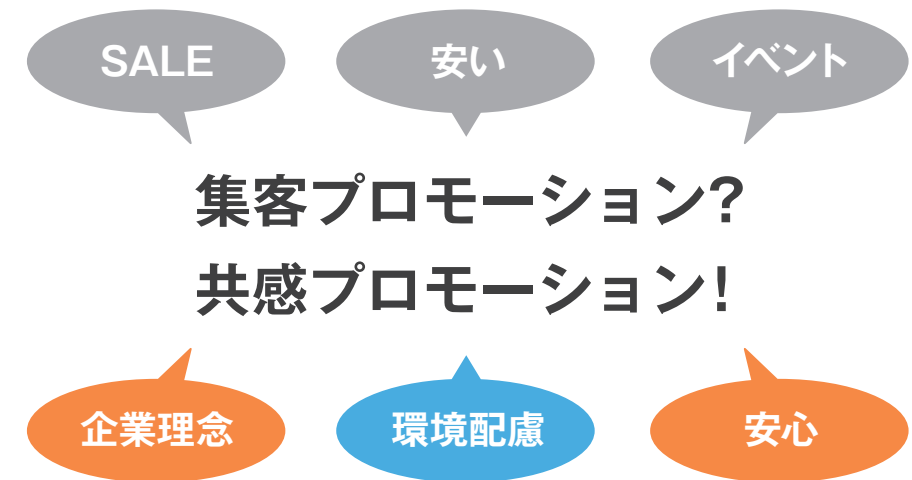 SALE
安い
イベント
集客プロモーション?
共感プロモーション!
企業理念
環境配慮
安心